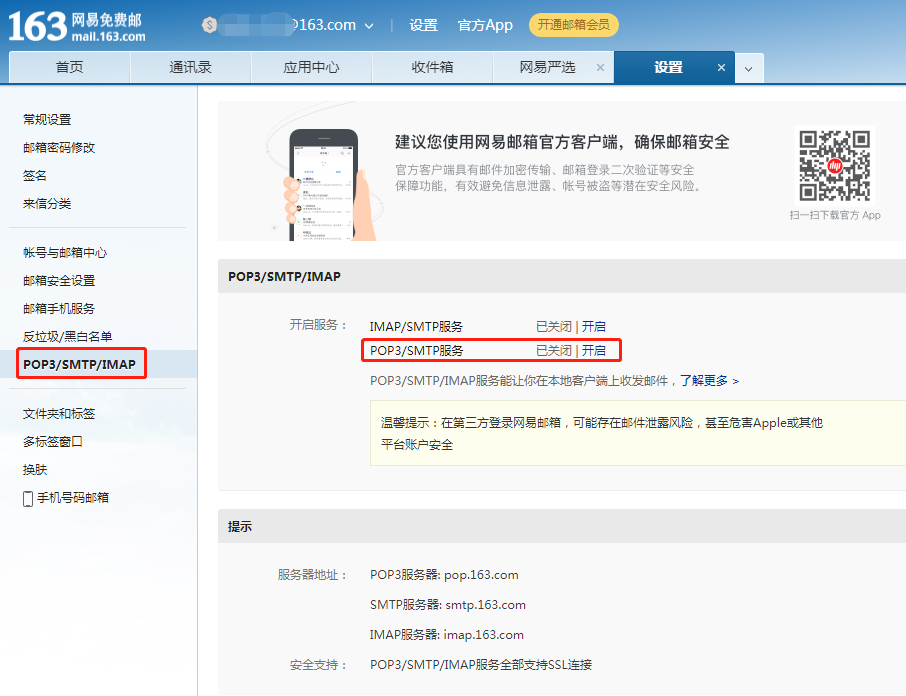 163 网易免费邮
mail.163.com
163.com
设置
官方App
开通邮箱会员
首页
通讯录
应用中心
收件箱
网易严选
设置
常规设置
邮箱密码修改
签名
来信分类
帐号与邮箱中心
邮箱安全设置
邮箱手机服务
反垃圾/黑白名单
POP3/SMTP/IMAP
文件夹和标签
多标签窗口
换肤
手机号码邮箱
建议您使用网易邮箱官方客户端，确保邮箱安全
官方客户端具有邮件加密传输、邮箱登录二次验证等安全
保障功能，有效避免信息泄露、帐号被盗等潜在安全风险。
扫一扫下载官方 App
POP3/SMTP/IMAP
开启服务： IMAP/SMTP服务 已关闭 | 开启
POP3/SMTP服务 已关闭 | 开启
POP3/SMTP/IMAP服务能让你在本地客户端上收发邮件，了解更多 >
温馨提示：在第三方登录网易邮箱，可能存在邮件泄露风险，甚至危害Apple或其他
平台账户安全
提示
服务器地址： POP3服务器: pop.163.com
SMTP服务器: smtp.163.com
IMAP服务器: imap.163.com
安全支持： POP3/SMTP/IMAP服务全部支持SSL连接